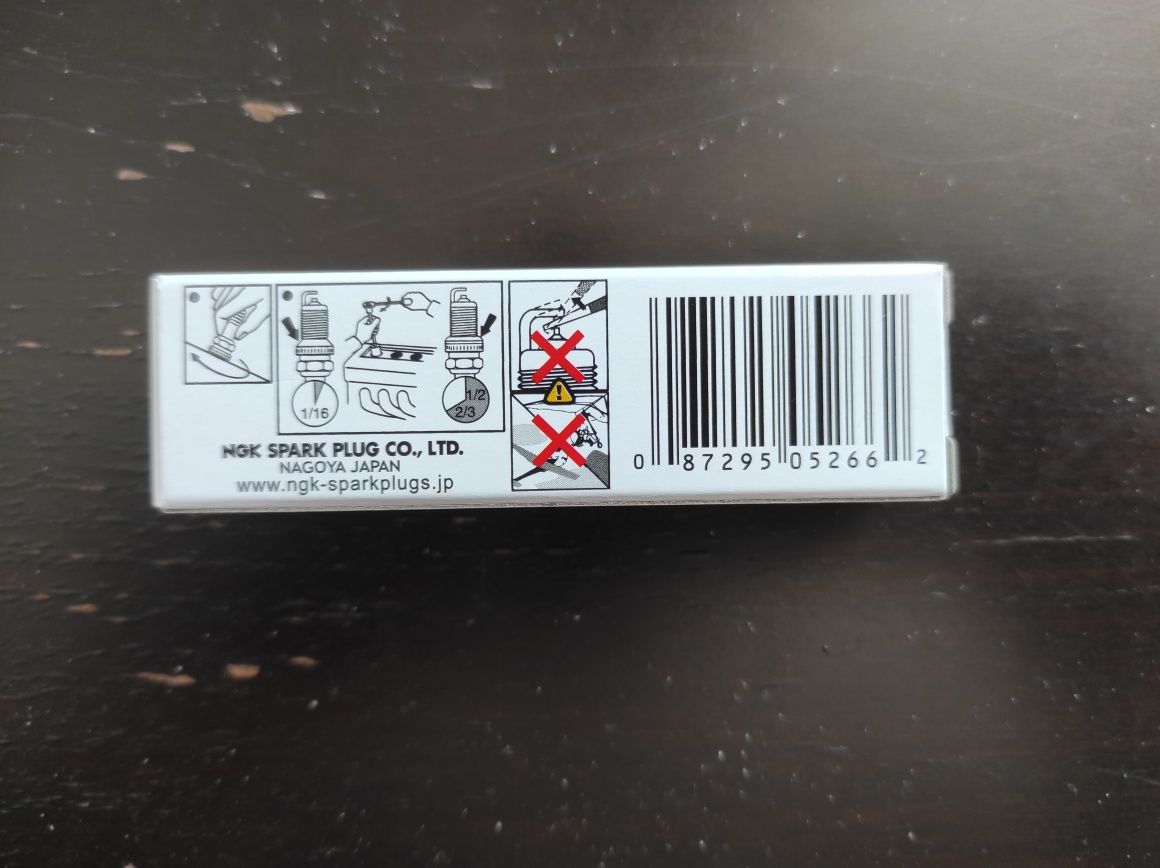 1/16
1/2
2/3
NGK SPARK PLUG CO., LTD.
NAGOYA JAPAN
www.ngk-sparkplugs.jp
!
0 87295 05266 2